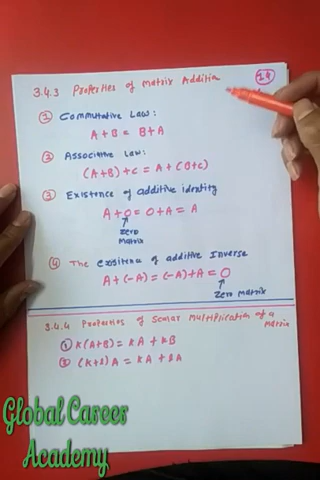 3.4.3 Properties of Matrix Addition
14
① Commutative Law:
A + B = B + A
② Associative Law:
(A+B)+C = A+(B+C)
③ Existence of additive identity
A + O = O + A = A
Zero
Matrix
④ The exisitence of additive Inverse
A + (-A) = (-A) + A = O
Zero Matrix
3.4.4 Properties of Scalar Multiplication of a
Matrix
① K(A+B) = KA + KB
② (K+l) A = KA + lA
Global Career
Academy